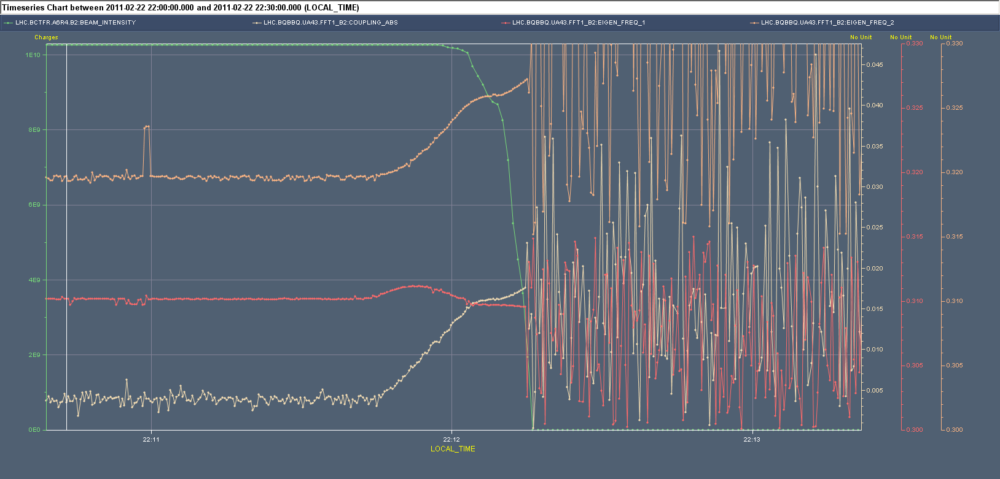 Timeseries Chart between 2011-02-22 22:00:00.000 and 2011-02-22 22:30:00.000 (LOCAL_TIME)
LHC.BCTFR.A6R4.B2:BEAM_INTENSITY LHC.BQBBQ.UA43.FFT1_B2:COUPLING_ABS LHC.BQBBQ.UA43.FFT1_B2:EIGEN_FREQ_1 LHC.BQBBQ.UA43.FFT1_B2:EIGEN_FREQ_2
Charges No Unit No Unit No Unit
0.330 0.330
1E10 0.045
0.040
0.325 0.325
8E9
0.035
0.320 0.320
0.030
6E9
0.025
0.315 0.315
0.020
4E9
0.310 0.310
0.015
2E9 0.010
0.305 0.305
0.005
0E0 0.300 0.300
22:11 22:12 22:13
LOCAL_TIME